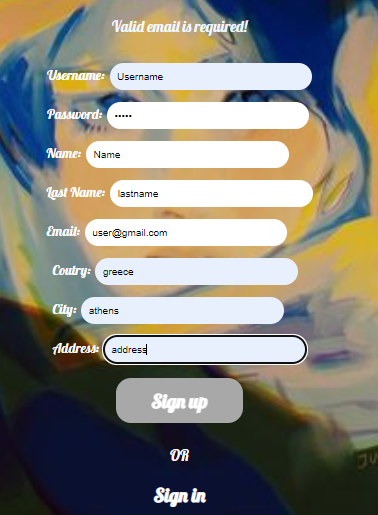 Valid email is required!
Username: Username
Password: •••••
Name: Name
Last Name: lastname
Email: user@gmail.com
Coutry: greece
City: athens
Address: address
Sign up
OR
Sign in